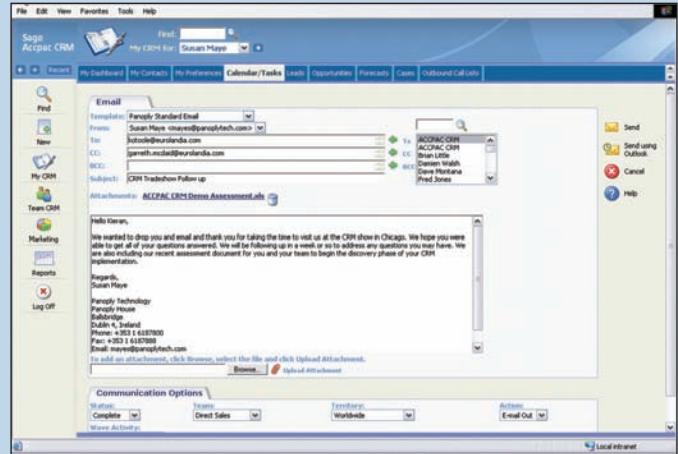 File Edit View Favorites Tools Help
Sage
Accpac CRM
Find:
My CRM for: Susan Maye
Recent
My Dashboard My Contacts My Preferences Calendar/Tasks Leads Opportunities Forecasts Cases Outbound Call Lists
Find
New
My CRM
Team CRM
Marketing
Reports
Log Off
Email
Template: Panoply Standard Email
From: Susan Maye <mayes@panoplytech.com>
To: kotoole@eurolandia.com
CC: garreth.mcdaid@eurolandia.com
BCC:
Subject: CRM Tradeshow Follow up
To
CC
BCC
ACCPAC CRM
ACCPAC CRM
Brian Little
Damien Walsh
Dave Montana
Fred Jones
Send
Send using
Outlook
Cancel
Help
Attachments: ACCPAC CRM Demo Assessment.xls
Hello Kieran,
We wanted to drop you and email and thank you for taking the time to visit us at the CRM show in Chicago. We hope you were
able to get all of your questions answered. We will be following up in a week or so to address any questions you may have. We
are also including our recent assessment document for you and your team to begin the discovery phase of your CRM
implementation.
Regards,
Susan Maye
Panoply Technology
Panoply House
Ballsbridge
Dublin 4, Ireland
Phone: +353 1 6187800
Fax: +353 1 6187888
Email: mayes@panoplytech.com
To add an attachment, click Browse, select the file and click Upload Attachment.
Browse... Upload Attachment
Communication Options
Status: Team: Territory: Action:
Complete Direct Sales Worldwide E-mail Out
Wave Activity:
Local intranet